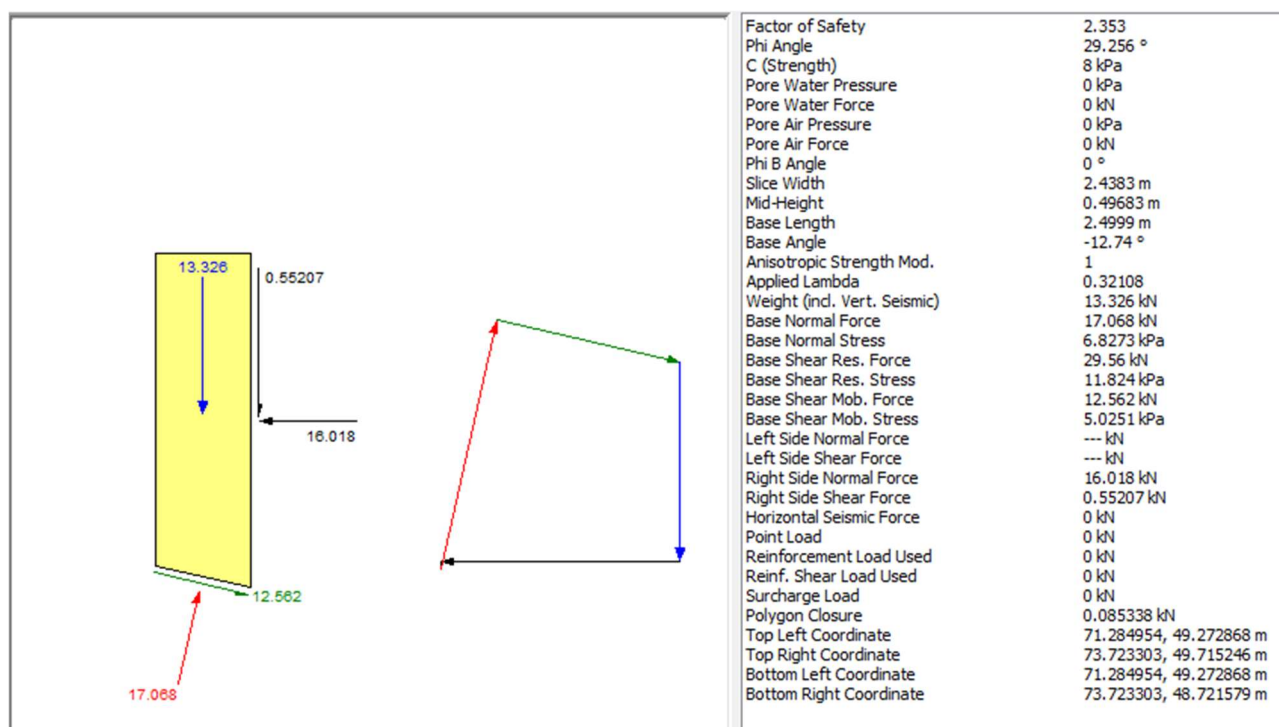 13.326
0.55207
16.018
12.562
17.068
Factor of Safety 2.353
Phi Angle 29.256 °
C (Strength) 8 kPa
Pore Water Pressure 0 kPa
Pore Water Force 0 kN
Pore Air Pressure 0 kPa
Pore Air Force 0 kN
Phi B Angle 0 °
Slice Width 2.4383 m
Mid-Height 0.49683 m
Base Length 2.4999 m
Base Angle -12.74 °
Anisotropic Strength Mod. 1
Applied Lambda 0.32108
Weight (incl. Vert. Seismic) 13.326 kN
Base Normal Force 17.068 kN
Base Normal Stress 6.8273 kPa
Base Shear Res. Force 29.56 kN
Base Shear Res. Stress 11.824 kPa
Base Shear Mob. Force 12.562 kN
Base Shear Mob. Stress 5.0251 kPa
Left Side Normal Force --- kN
Left Side Shear Force --- kN
Right Side Normal Force 16.018 kN
Right Side Shear Force 0.55207 kN
Horizontal Seismic Force 0 kN
Point Load 0 kN
Reinforcement Load Used 0 kN
Reinf. Shear Load Used 0 kN
Surcharge Load 0 kN
Polygon Closure 0.085338 kN
Top Left Coordinate 71.284954, 49.272868 m
Top Right Coordinate 73.723303, 49.715246 m
Bottom Left Coordinate 71.284954, 49.272868 m
Bottom Right Coordinate 73.723303, 48.721579 m